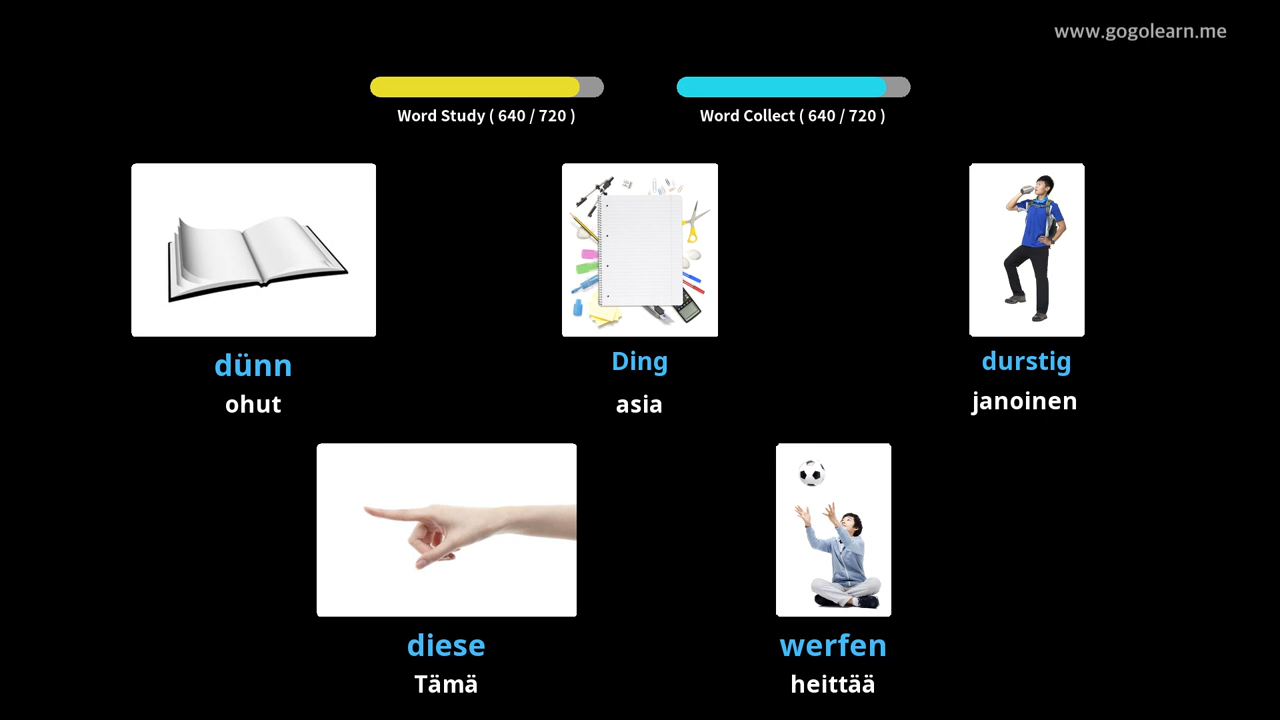 www.gogolearn.me
Word Study ( 640 / 720 )
Word Collect ( 640 / 720 )
dünn
ohut
Ding
asia
durstig
janoinen
diese
Tämä
werfen
heittää